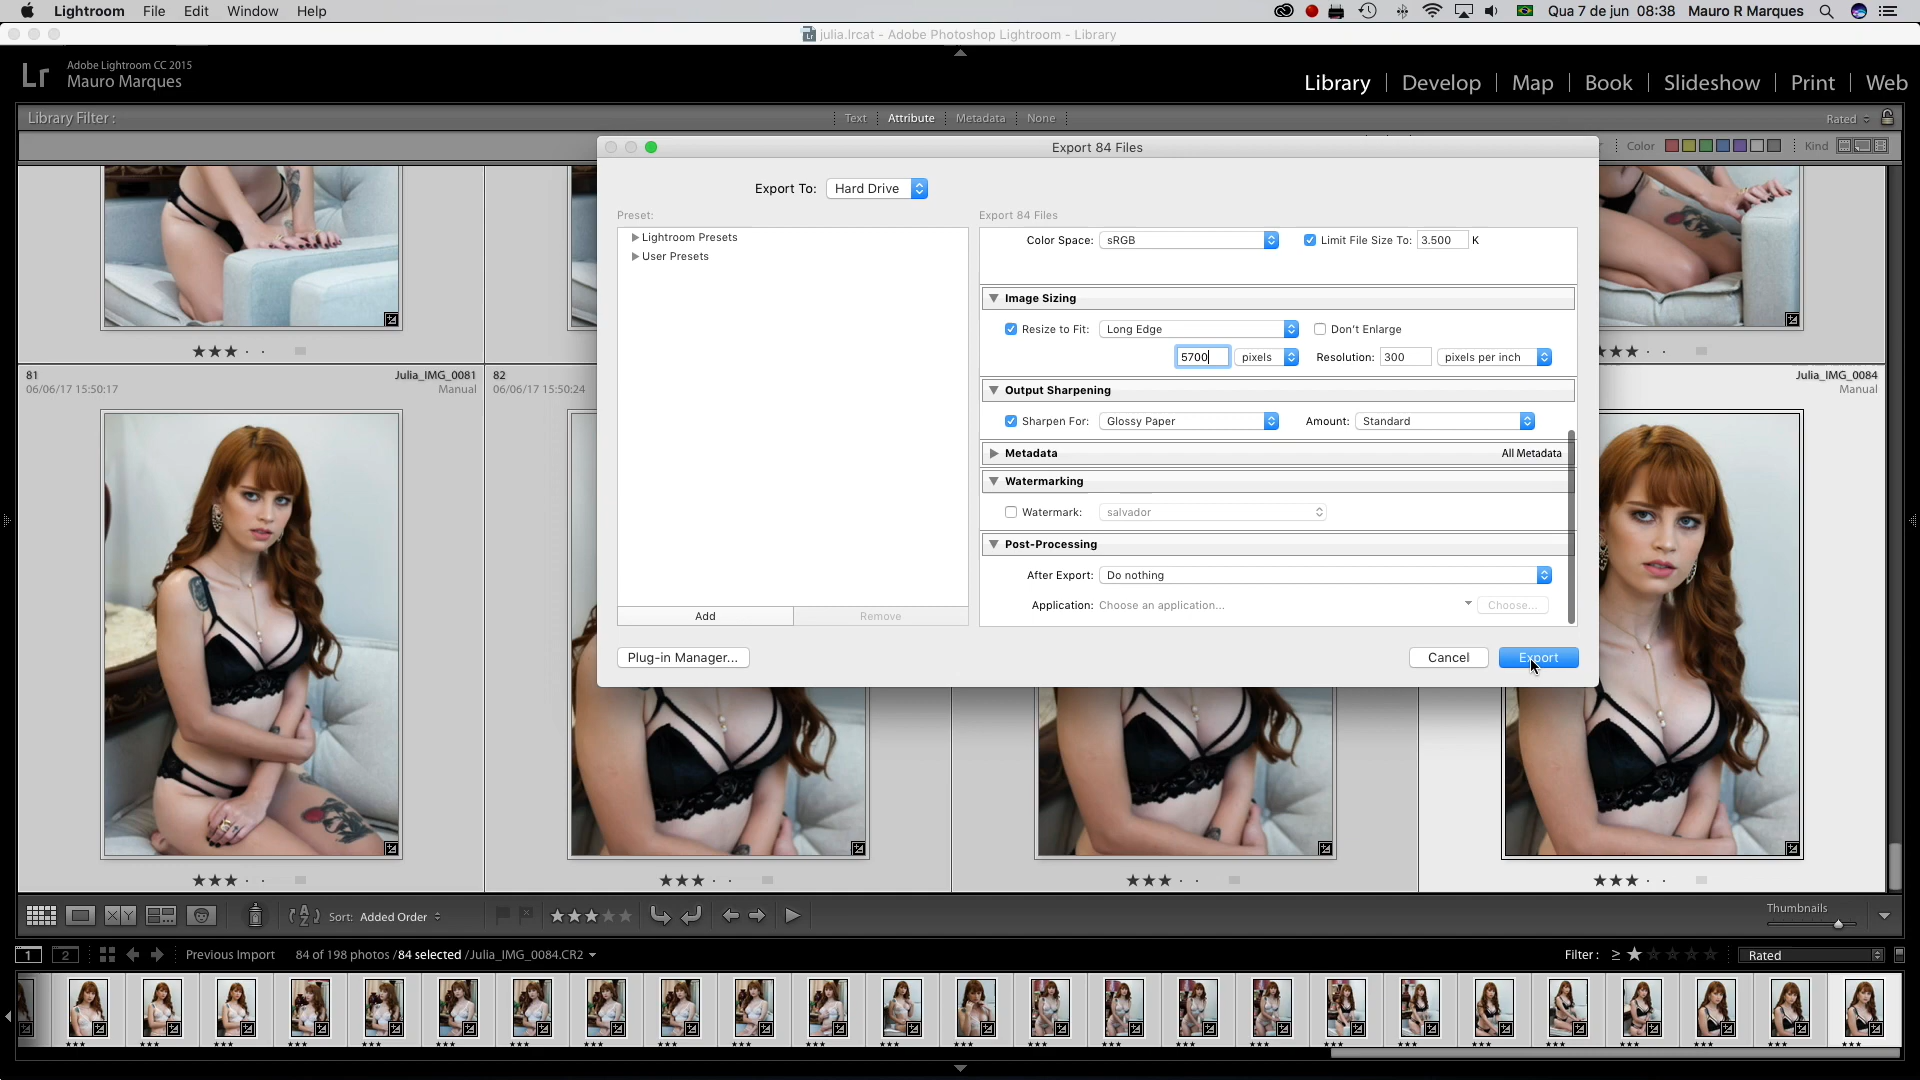 Lightroom File Edit Window Help Qua 7 de jun 08:38 Mauro R Marques
julia.lrcat - Adobe Photoshop Lightroom - Library
Lr Adobe Lightroom CC 2015
Mauro Marques
Library | Develop | Map | Book | Slideshow | Print | Web
Library Filter : Text Attribute Metadata None Rated
Export 84 Files
Color Kind
Export To: Hard Drive
Preset: Export 84 Files
Lightroom Presets
User Presets
Color Space: sRGB Limit File Size To: 3.500 K
Image Sizing
Resize to Fit: Long Edge Don't Enlarge
5700 pixels Resolution: 300 pixels per inch
Output Sharpening
Sharpen For: Glossy Paper Amount: Standard
Metadata All Metadata
Watermarking
Watermark: salvador
Post-Processing
After Export: Do nothing
Application: Choose an application... Choose...
Add Remove
Plug-in Manager... Cancel Export
81 Julia_IMG_0081 82 Julia_IMG_0084
06/06/17 15:50:17 Manual 06/06/17 15:50:24 Manual
Sort: Added Order Thumbnails
1 2 Previous Import 84 of 198 photos /84 selected /Julia_IMG_0084.CR2 Filter : Rated